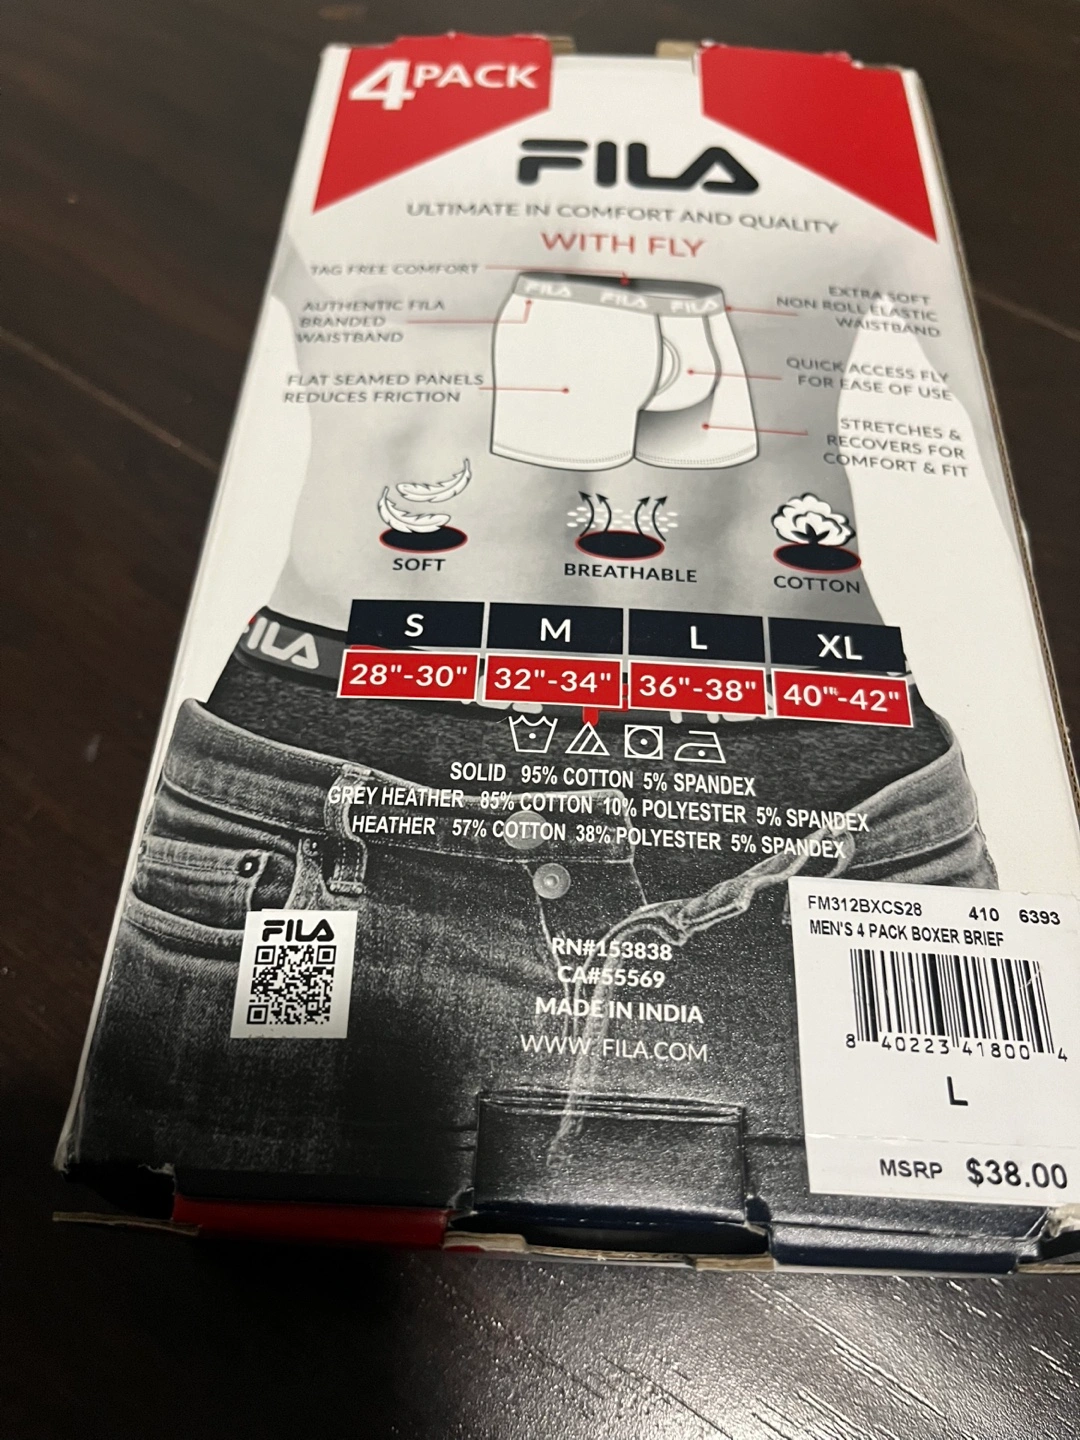 4PACK
FILA
ULTIMATE IN COMFORT AND QUALITY
WITH FLY
TAG FREE COMFORT
AUTHENTIC FILA
BRANDED
WAISTBAND
FLAT SEAMED PANELS
REDUCES FRICTION
FILA FILA FILA
EXTRA SOFT
NON ROLL ELASTIC
WAISTBAND
QUICK ACCESS FLY
FOR EASE OF USE
STRETCHES &
RECOVERS FOR
COMFORT & FIT
SOFT
BREATHABLE
COTTON
FILA
S M L XL
28"-30" 32"-34" 36"-38" 40"-42"
SOLID 95% COTTON 5% SPANDEX
GREY HEATHER 85% COTTON 10% POLYESTER 5% SPANDEX
HEATHER 57% COTTON 38% POLYESTER 5% SPANDEX
FILA
RN#153838
CA#55569
MADE IN INDIA
WWW.FILA.COM
FM312BXCS28 410 6393
MEN'S 4 PACK BOXER BRIEF
8 40223 41800 4
L
MSRP $38.00